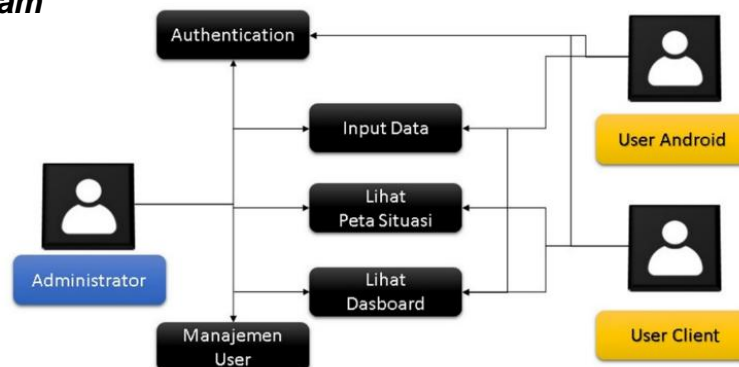 am
Authentication
Input Data
User Android
Lihat
Peta Situasi
Administrator
Lihat
Dasboard
Manajemen
User
User Client